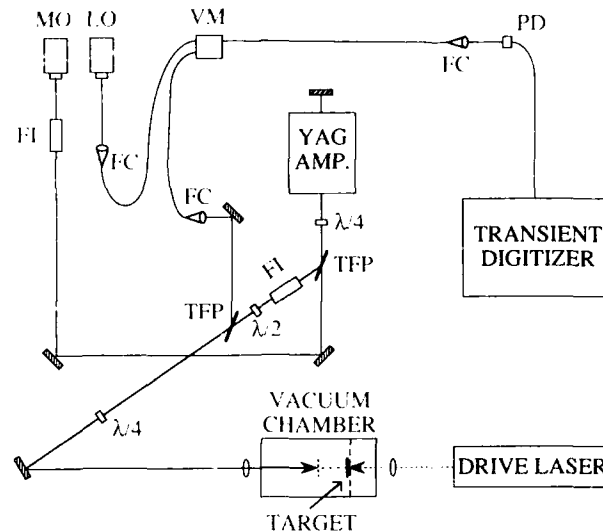 MO LO VM PD
FC
FI
FC
YAG
AMP.
FC
λ/4
TRANSIENT
DIGITIZER
FI
TFP
TFP
λ/2
λ/4
VACUUM
CHAMBER
DRIVE LASER
TARGET